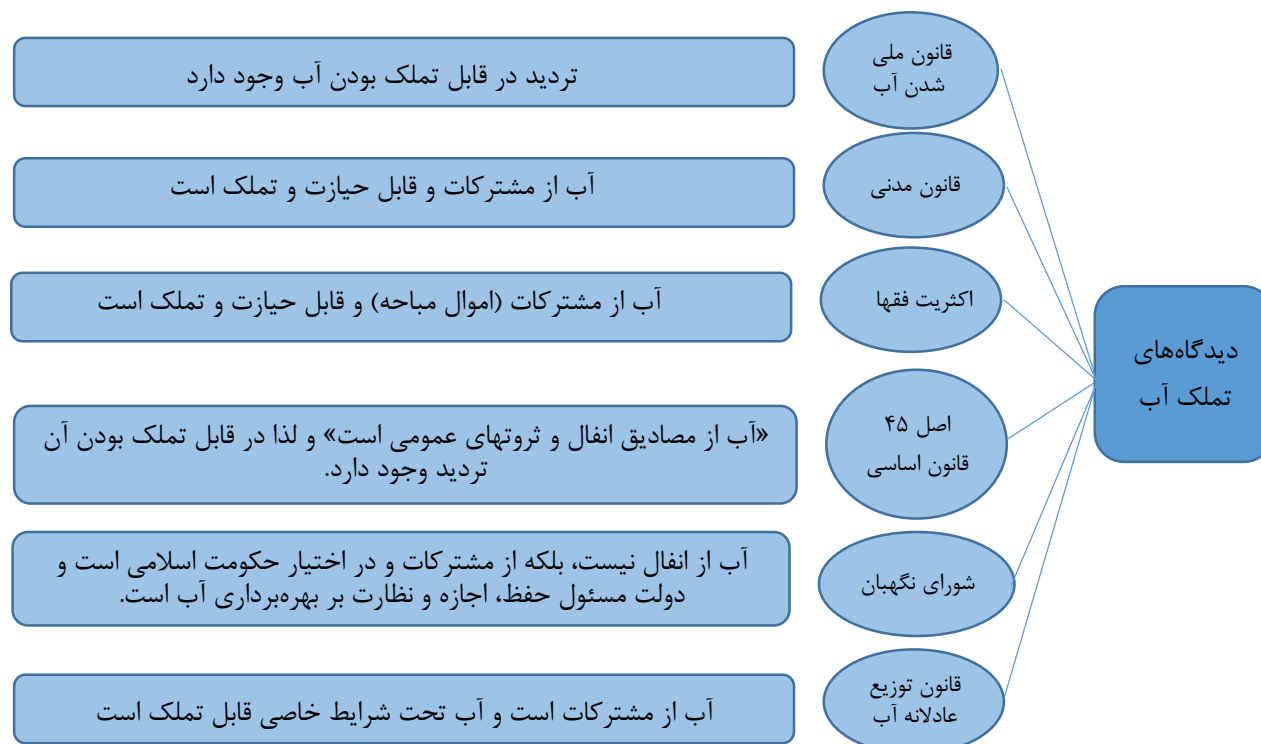 دیدگاه‌های
تملک آب
قانون ملی
شدن آب
تردید در قابل تملک بودن آب وجود دارد
قانون مدنی
آب از مشترکات و قابل حیازت و تملک است
اکثریت فقها
آب از مشترکات (اموال مباحه) و قابل حیازت و تملک است
اصل ۴۵
قانون اساسی
«آب از مصادیق انفال و ثروتهای عمومی است» و لذا در قابل تملک بودن آن
تردید وجود دارد.
شورای نگهبان
آب از انفال نیست، بلکه از مشترکات و در اختیار حکومت اسلامی است و
دولت مسئول حفظ، اجازه و نظارت بر بهره‌برداری آب است.
قانون توزیع
عادلانه آب
آب از مشترکات است و آب تحت شرایط خاصی قابل تملک است